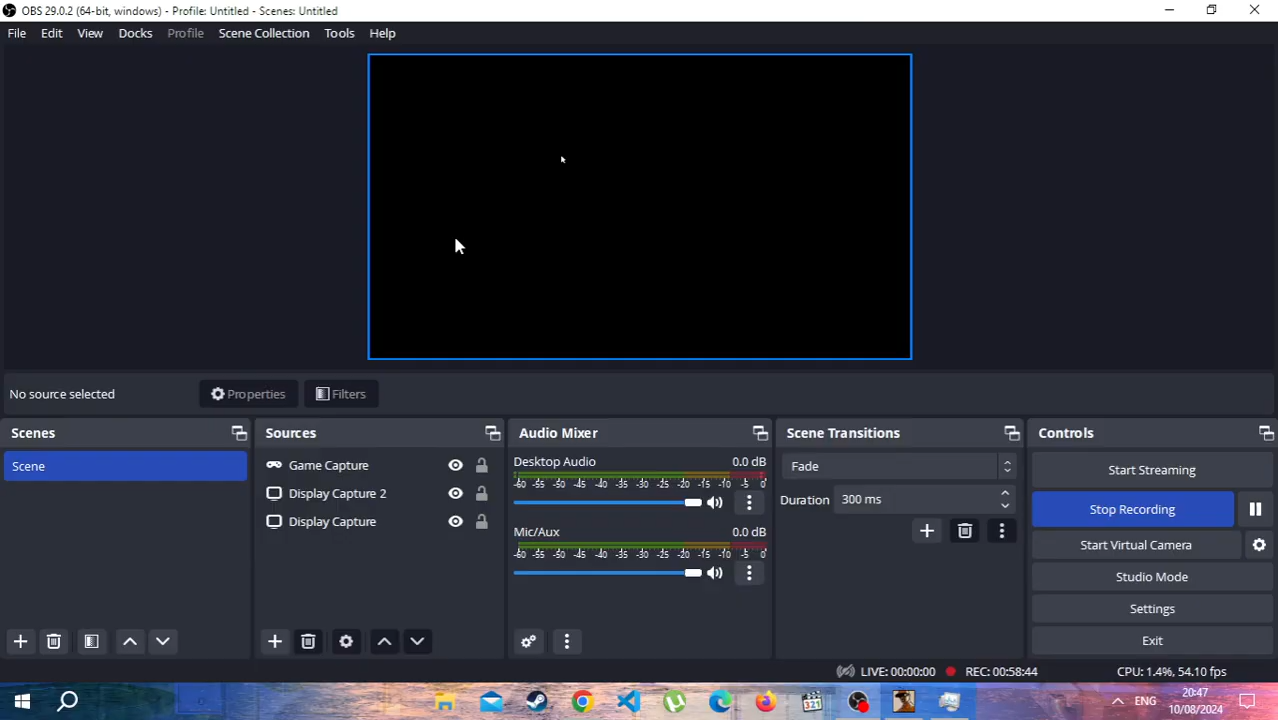 OBS 29.0.2 (64-bit, windows) - Profile: Untitled - Scenes: Untitled
File Edit View Docks Profile Scene Collection Tools Help
No source selected Properties Filters
Scenes Sources Audio Mixer Scene Transitions Controls
Scene
Game Capture
Display Capture 2
Display Capture
Desktop Audio 0.0 dB
-60 -55 -50 -45 -40 -35 -30 -25 -20 -15 -10 -5 0
Mic/Aux 0.0 dB
-60 -55 -50 -45 -40 -35 -30 -25 -20 -15 -10 -5 0
Fade
Duration 300 ms
Start Streaming
Stop Recording
Start Virtual Camera
Studio Mode
Settings
Exit
LIVE: 00:00:00 REC: 00:58:44 CPU: 1.4%, 54.10 fps
321
ENG
20:47
10/08/2024